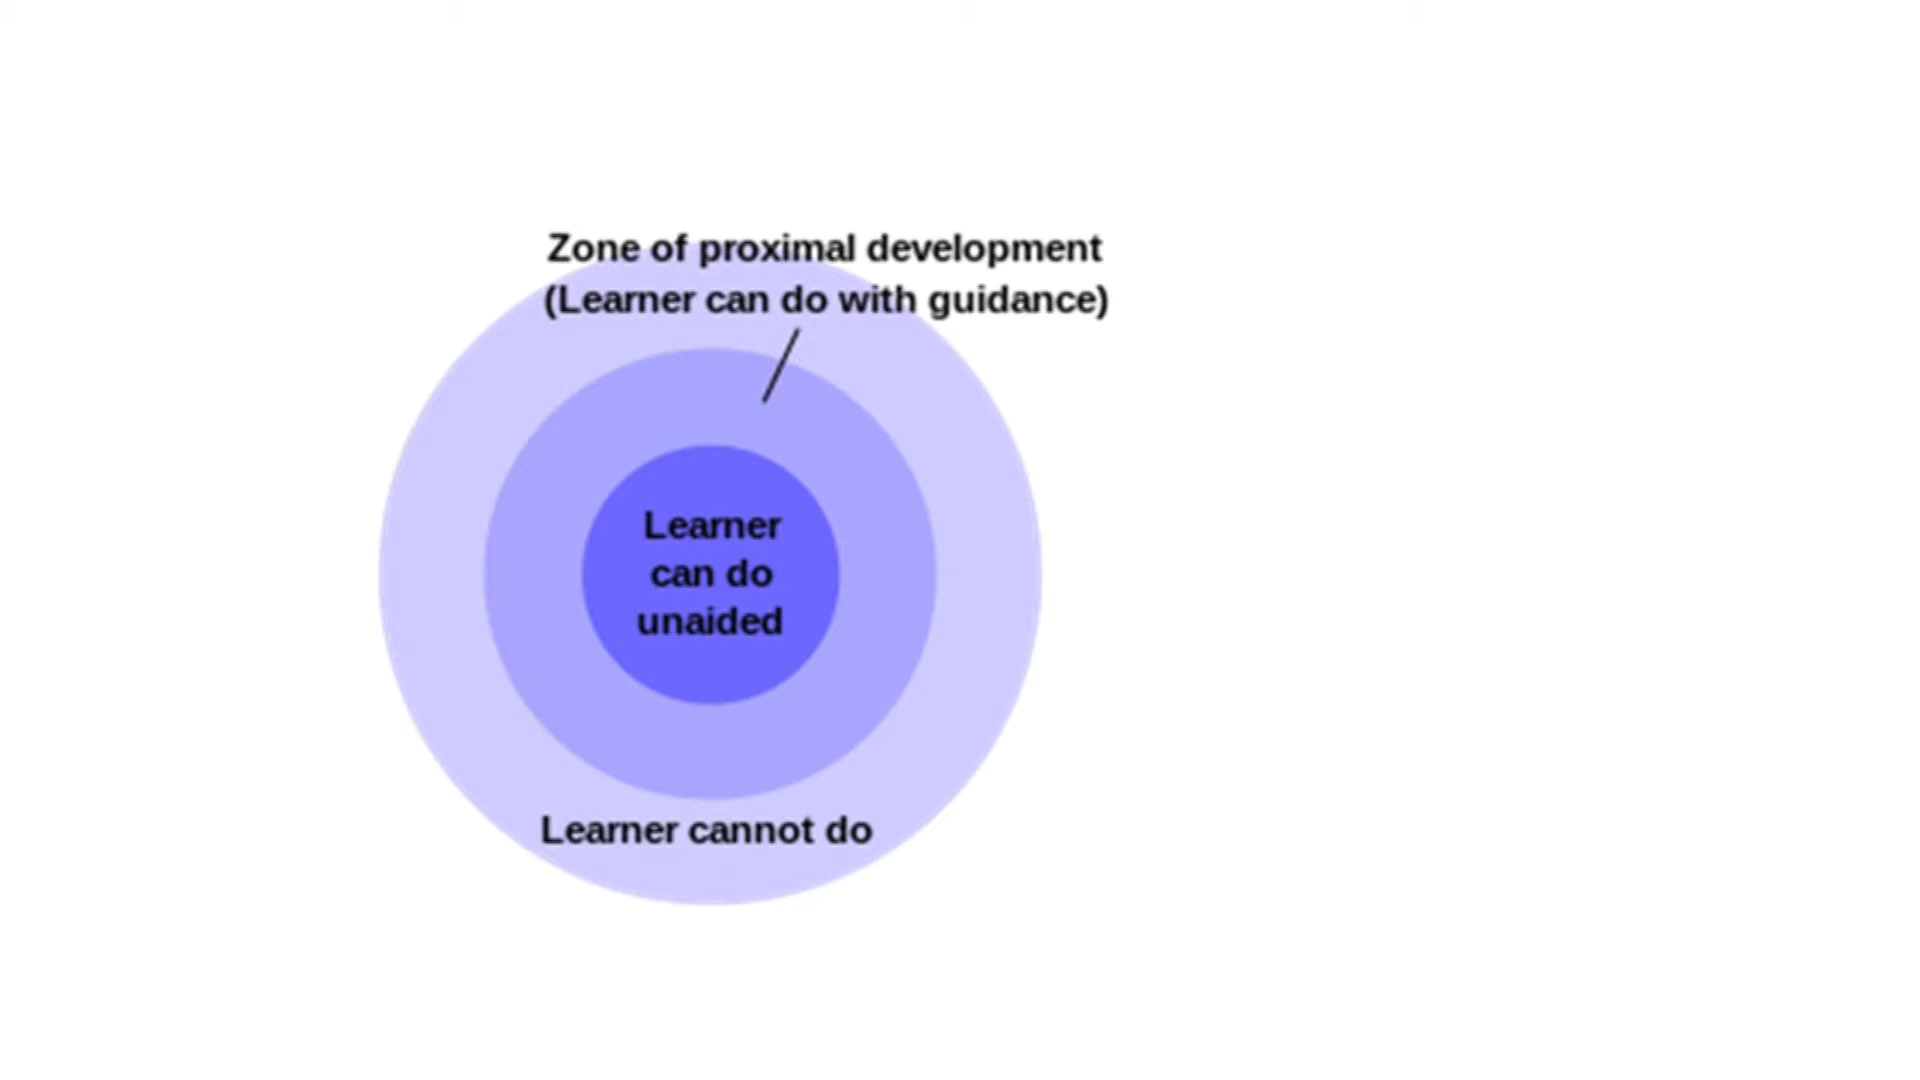 Zone of proximal development
(Learner can do with guidance)
Learner
can do
unaided
Learner cannot do